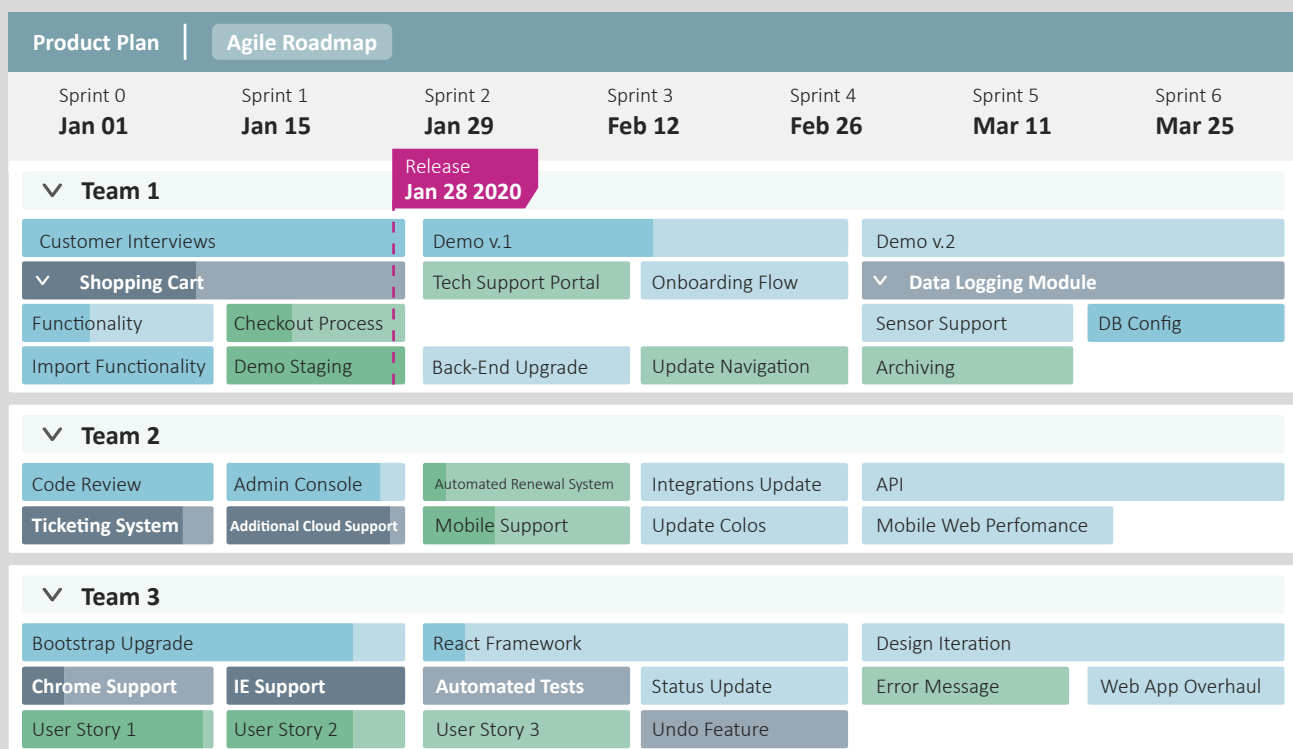 Product Plan
Agile Roadmap
Sprint 0
Jan 01
Sprint 1
Jan 15
Sprint 2
Jan 29
Sprint 3
Feb 12
Sprint 4
Feb 26
Sprint 5
Mar 11
Sprint 6
Mar 25
Release
Jan 28 2020
Team 1
Customer Interviews
Demo v.1
Demo v.2
Shopping Cart
Tech Support Portal
Onboarding Flow
Data Logging Module
Functionality
Checkout Process
Sensor Support
DB Config
Import Functionality
Demo Staging
Back-End Upgrade
Update Navigation
Archiving
Team 2
Code Review
Admin Console
Automated Renewal System
Integrations Update
API
Ticketing System
Additional Cloud Support
Mobile Support
Update Colos
Mobile Web Perfomance
Team 3
Bootstrap Upgrade
React Framework
Design Iteration
Chrome Support
IE Support
Automated Tests
Status Update
Error Message
Web App Overhaul
User Story 1
User Story 2
User Story 3
Undo Feature